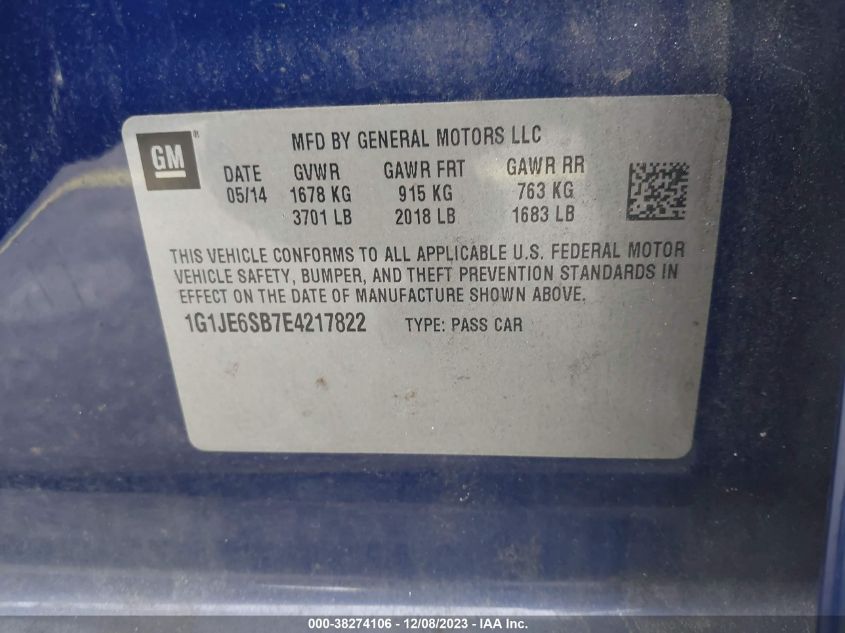 GM ®
MFD BY GENERAL MOTORS LLC
DATE GVWR GAWR FRT GAWR RR
05/14 1678 KG 915 KG 763 KG
3701 LB 2018 LB 1683 LB
THIS VEHICLE CONFORMS TO ALL APPLICABLE U.S. FEDERAL MOTOR
VEHICLE SAFETY, BUMPER, AND THEFT PREVENTION STANDARDS IN
EFFECT ON THE DATE OF MANUFACTURE SHOWN ABOVE.
1G1JE6SB7E4217822 TYPE: PASS CAR
000-38274106 - 12/08/2023 - IAA Inc.